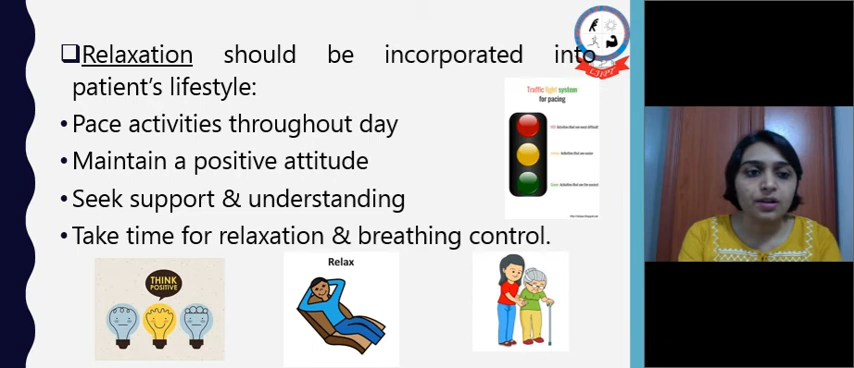 ❑Relaxation should be incorporated into
patient's lifestyle:
• Pace activities throughout day
• Maintain a positive attitude
• Seek support & understanding
• Take time for relaxation & breathing control.
Traffic light system
for pacing
THINK
POSITIVE
Relax